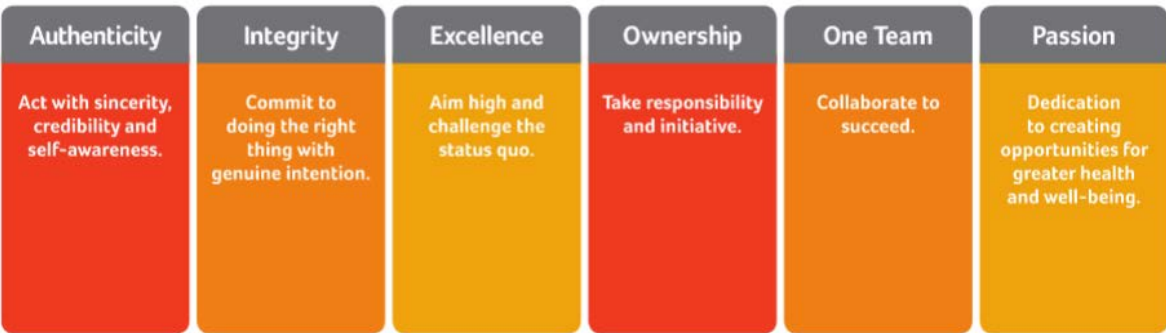 Authenticity
Act with sincerity,
credibility and
self-awareness.
Integrity
Commit to
doing the right
thing with
genuine intention.
Excellence
Aim high and
challenge the
status quo.
Ownership
Take responsibility
and initiative.
One Team
Collaborate to
succeed.
Passion
Dedication
to creating
opportunities for
greater health
and well-being.